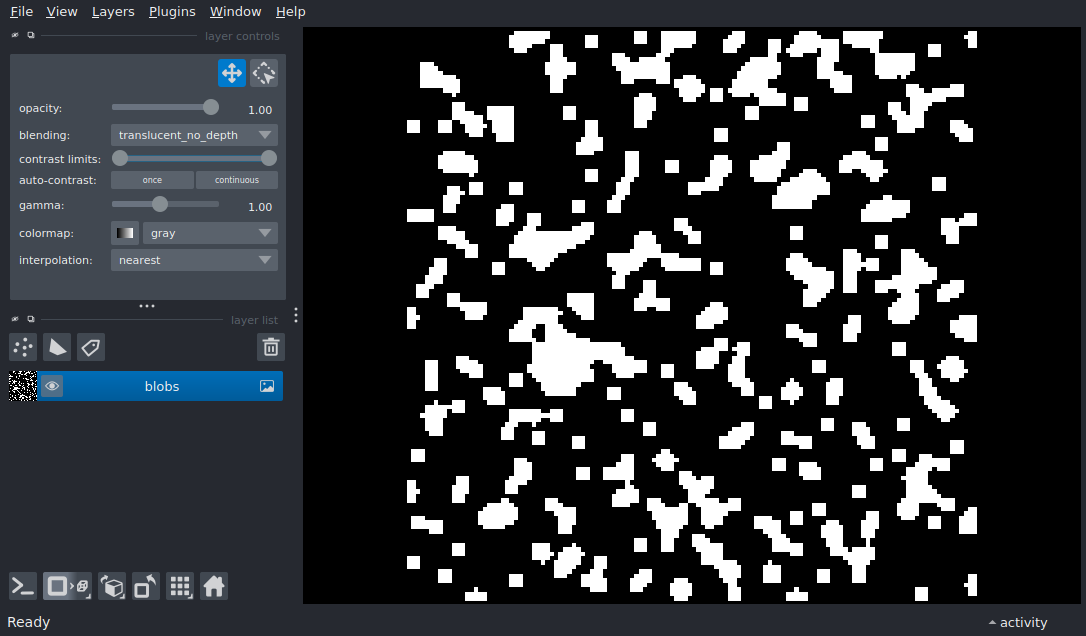 File View Layers Plugins Window Help
layer controls
opacity: 1.00
blending: translucent_no_depth
contrast limits:
auto-contrast: once continuous
gamma: 1.00
colormap: gray
interpolation: nearest
layer list
blobs
Ready
activity